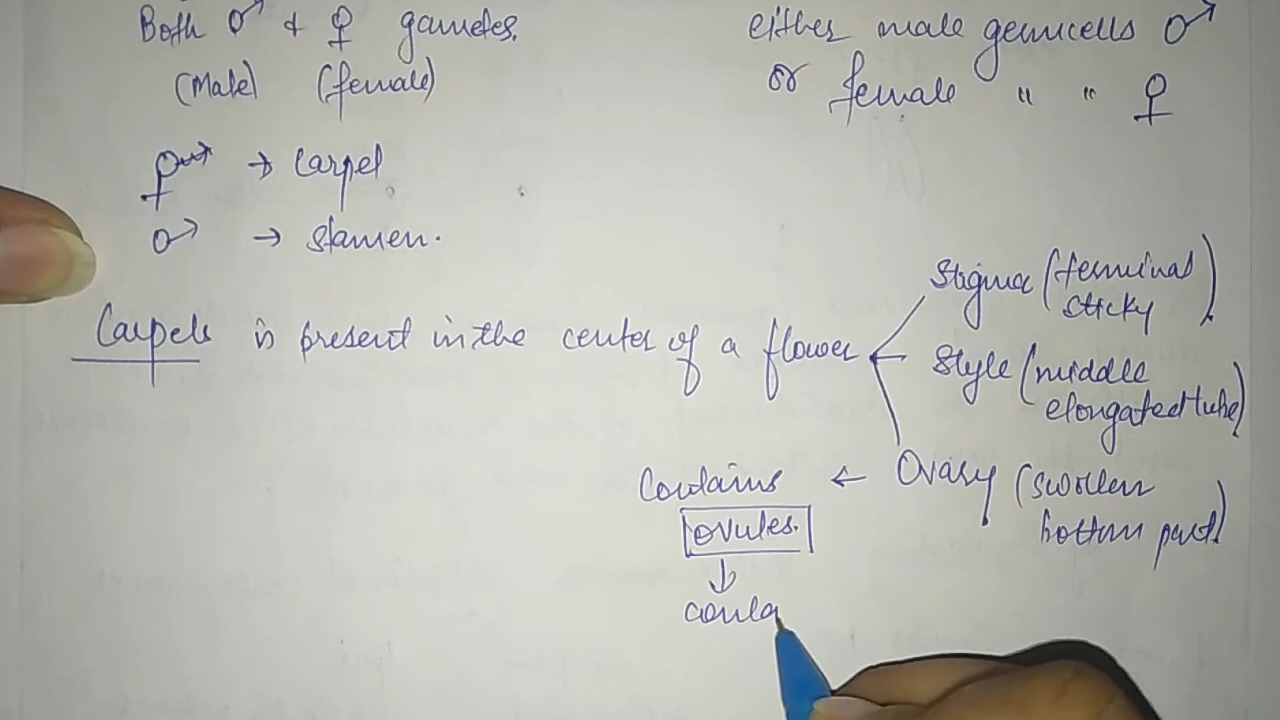 Both ♂ & ♀ gametes.
(Male) (female)
either male germcells ♂
or female " " ♀
♀ → Carpel
♂ → stamen.
Carpels is present in the center of a flower
Stigma (terminal
sticky)
Style (middle
elongated tube)
Contains ← Ovary (swollen
bottom part)
ovules.
↓
conta